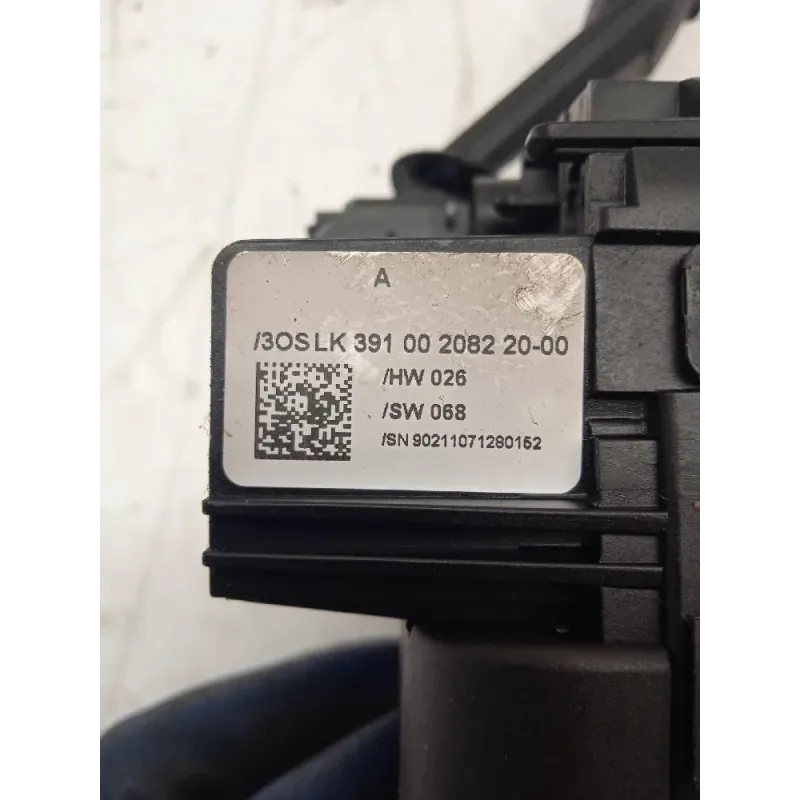 A
/3OS LK 391 00 2082 20-00
/HW 026
/SW 068
/SN 90211071280152